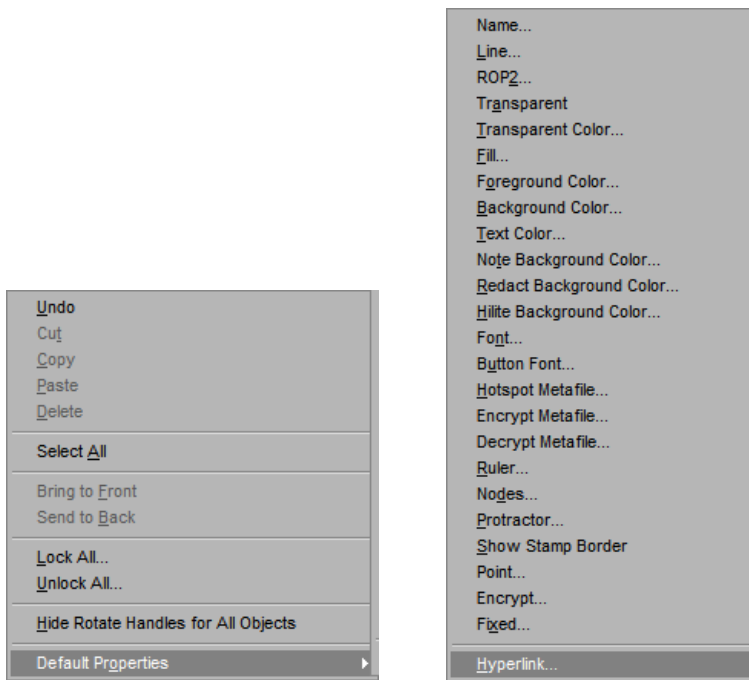 Undo
Cut
Copy
Paste
Delete
Select All
Bring to Front
Send to Back
Lock All...
Unlock All...
Hide Rotate Handles for All Objects
Default Properties
Name...
Line...
ROP2...
Transparent
Transparent Color...
Fill...
Foreground Color...
Background Color...
Text Color...
Note Background Color...
Redact Background Color...
Hilite Background Color...
Font...
Button Font...
Hotspot Metafile...
Encrypt Metafile...
Decrypt Metafile...
Ruler...
Nodes...
Protractor...
Show Stamp Border
Point...
Encrypt...
Fixed...
Hyperlink...